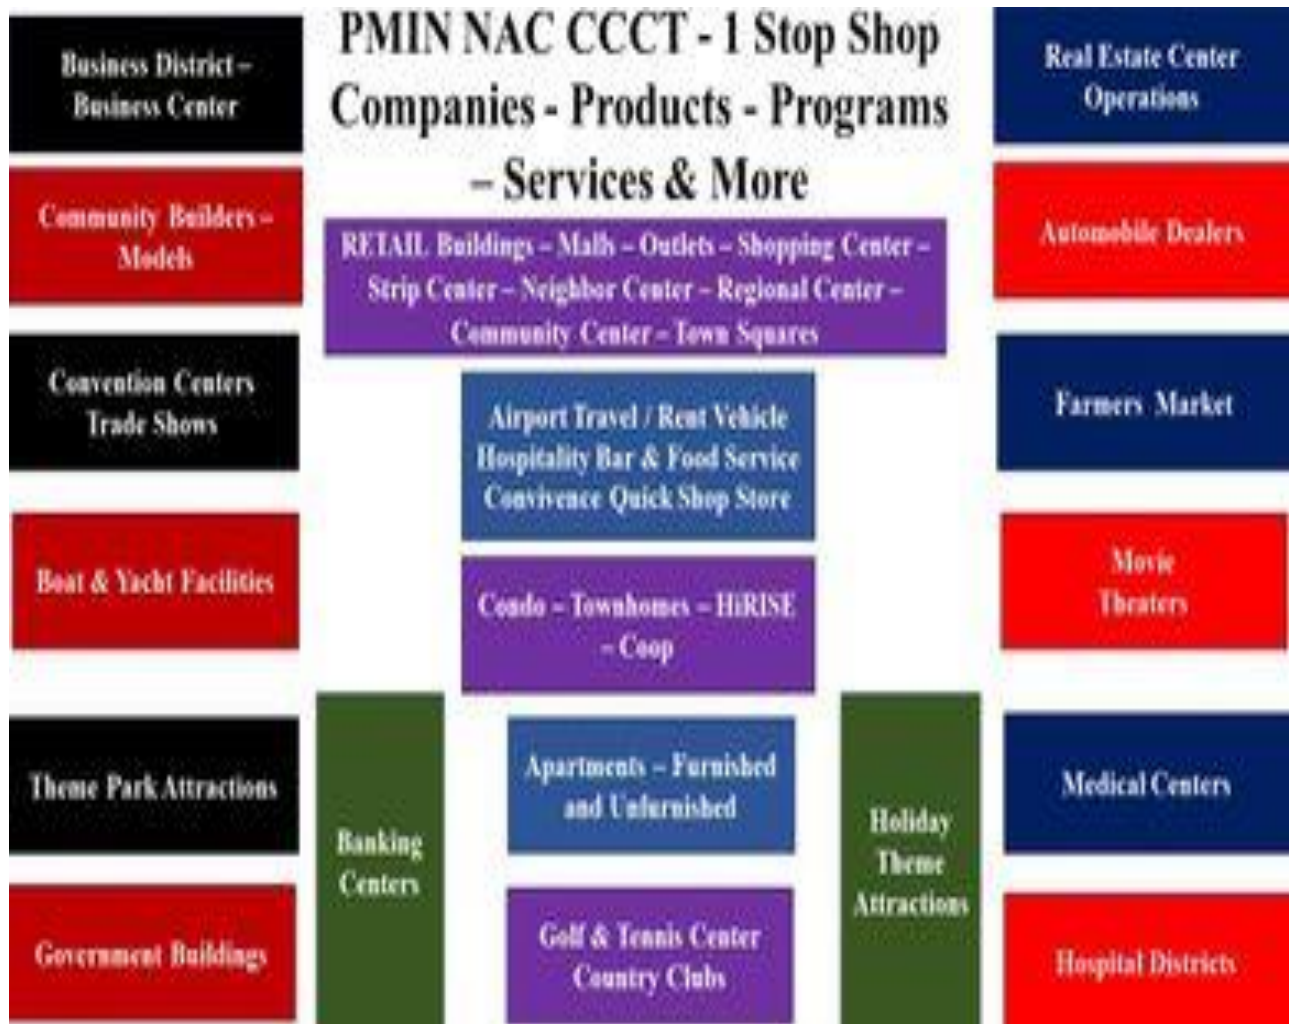 PMIN NAC CCCT - 1 Stop Shop
Companies - Products - Programs
– Services & More
Business District –
Business Center
Community Builders –
Models
Convention Centers
Trade Shows
Boat & Yacht Facilities
Theme Park Attractions
Government Buildings
RETAIL Buildings – Malls – Outlets – Shopping Center –
Strip Center – Neighbor Center – Regional Center –
Community Center – Town Squares
Airport Travel / Rent Vehicle
Hospitality Bar & Food Service
Convivence Quick Shop Store
Condo – Townhomes – HiRISE
– Coop
Banking
Centers
Apartments – Furnished
and Unfurnished
Golf & Tennis Center
Country Clubs
Holiday
Theme
Attractions
Real Estate Center
Operations
Automobile Dealers
Farmers Market
Movie
Theaters
Medical Centers
Hospital Districts